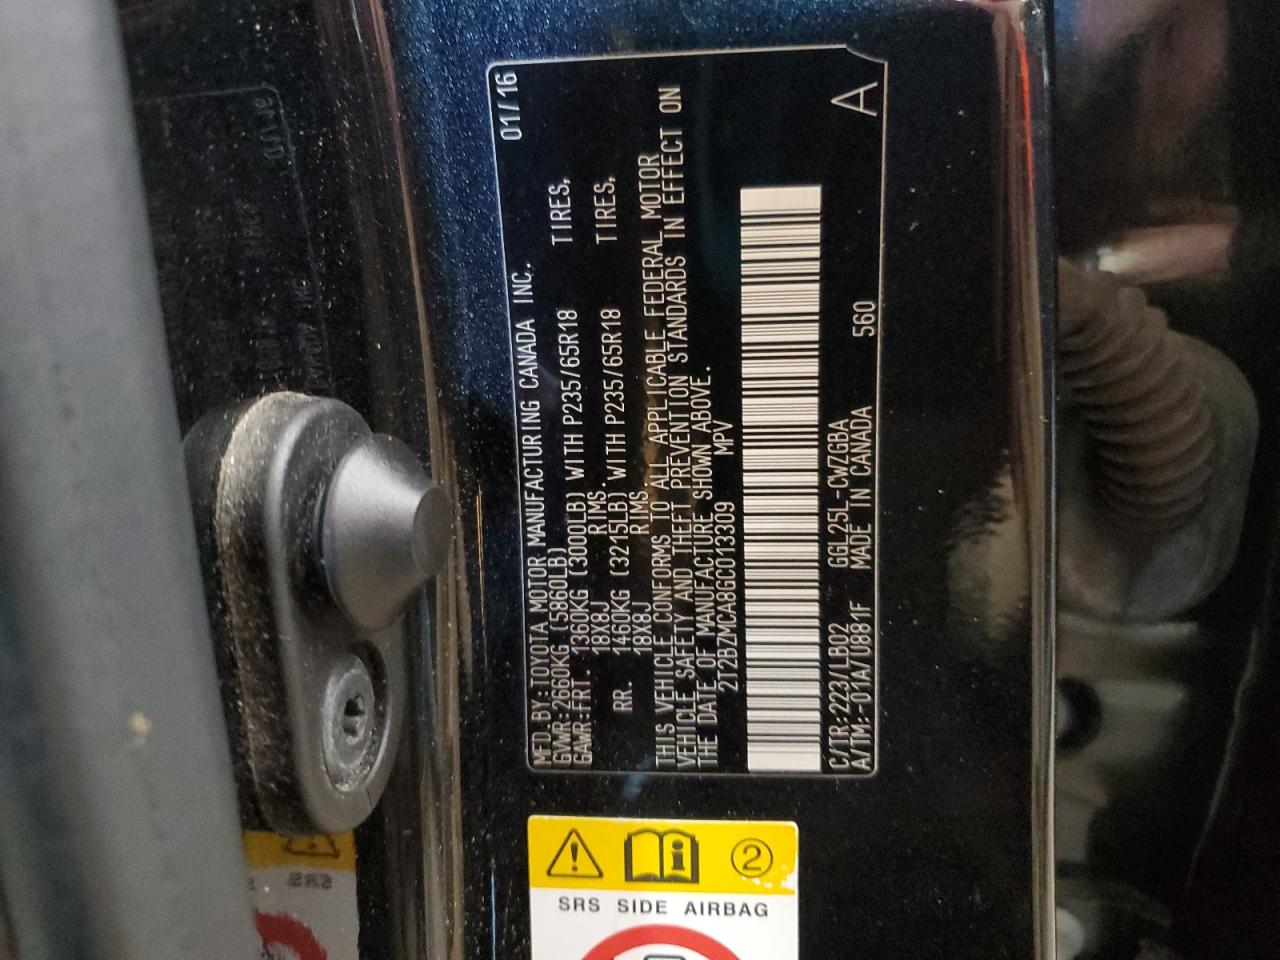 MFD.BY:TOYOTA MOTOR MANUFACTURING CANADA INC. 01/16
GVWR:2660KG (5860LB)
GAWR:FRT. 1360KG (3000LB) WITH P235/65R18 TIRES,
18X8J RIMS
RR. 1460KG (3215LB) WITH P235/65R18 TIRES,
18X8J RIMS
THIS VEHICLE CONFORMS TO ALL APPLICABLE FEDERAL MOTOR
VEHICLE SAFETY AND THEFT PREVENTION STANDARDS IN EFFECT ON
THE DATE OF MANUFACTURE SHOWN ABOVE.
2T2BZMCA8GC013309 MPV
C/TR:223/LB02 GGL25L-CWZGBA 560
A/TM:-01A/U881F MADE IN CANADA
A
2
SRS SIDE AIRBAG